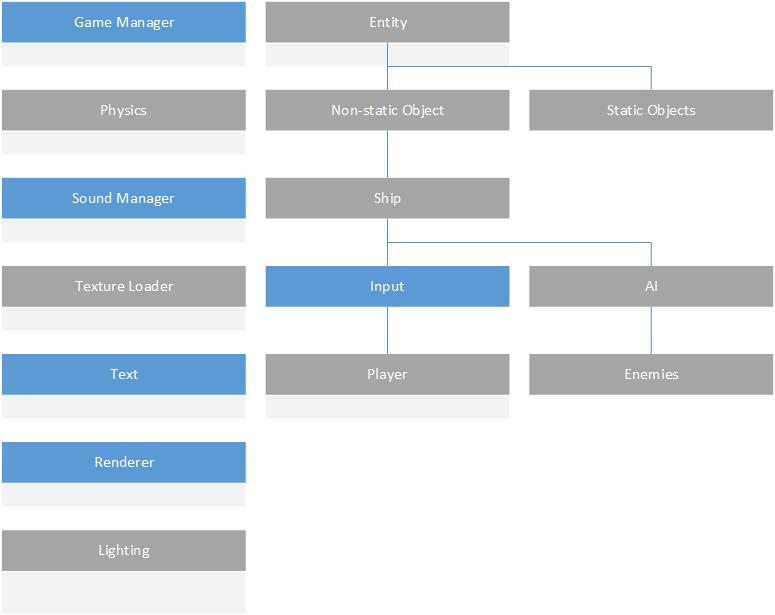 Game Manager
Entity
Physics
Non-static Object
Static Objects
Sound Manager
Ship
Texture Loader
Input
AI
Text
Player
Enemies
Renderer
Lighting